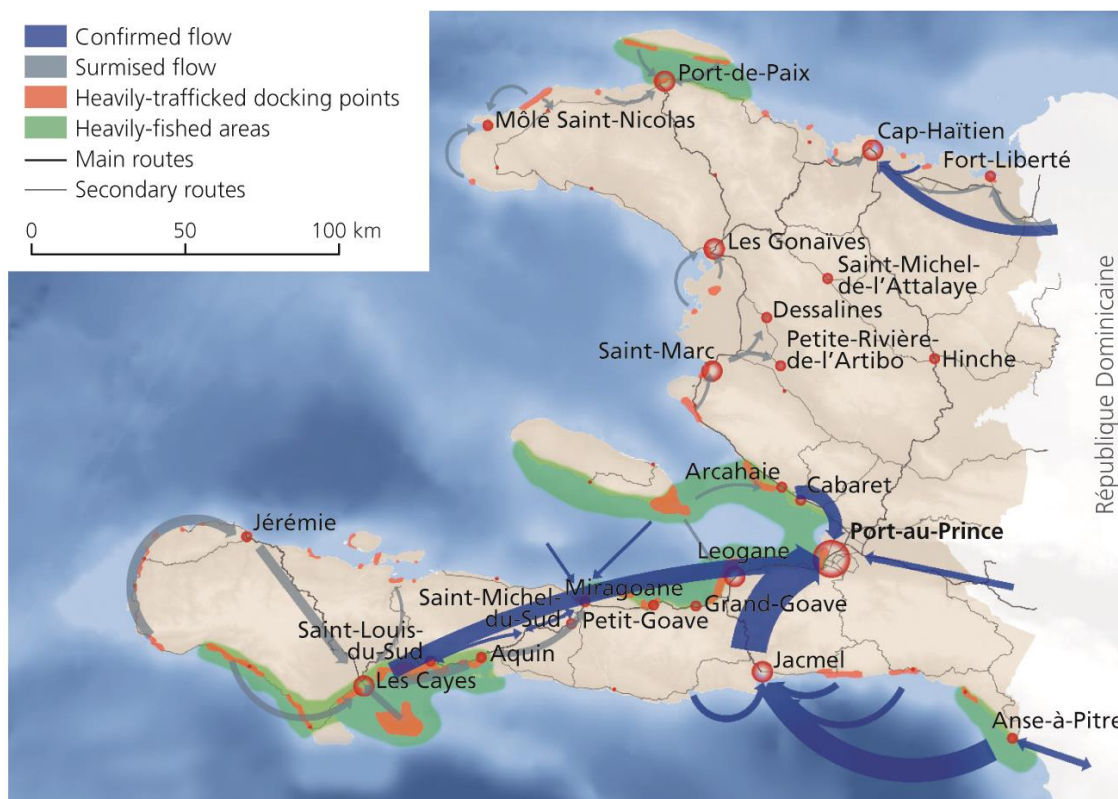 Confirmed flow
Surmised flow
Heavily-trafficked docking points
Heavily-fished areas
Main routes
Secondary routes
0 50 100 km
Port-de-Paix
Môle Saint-Nicolas
Cap-Haïtien
Fort-Liberté
Les Gonaïves
Saint-Michel-
de-l'Attalaye
Dessalines
Petite-Rivière-
de-l'Artibo
Saint-Marc
Hinche
République Dominicaine
Arcahaie
Cabaret
Port-au-Prince
Jérémie
Leogane
Miragoane
Saint-Michel-
du-Sud
Petit-Goave
Grand-Goave
Saint-Louis-
du-Sud
Aquin
Les Cayes
Jacmel
Anse-à-Pitre